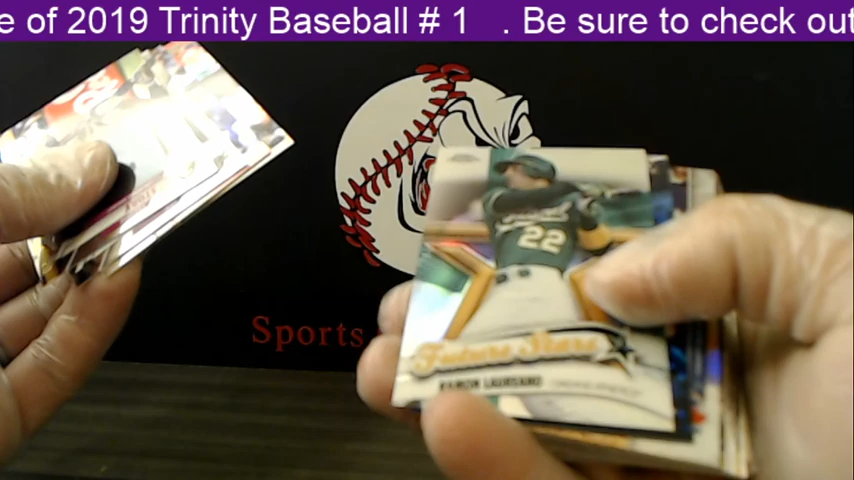 e of 2019 Trinity Baseball # 1 . Be sure to check out
22
Future Stars
RAMON LAUREANO
Sports